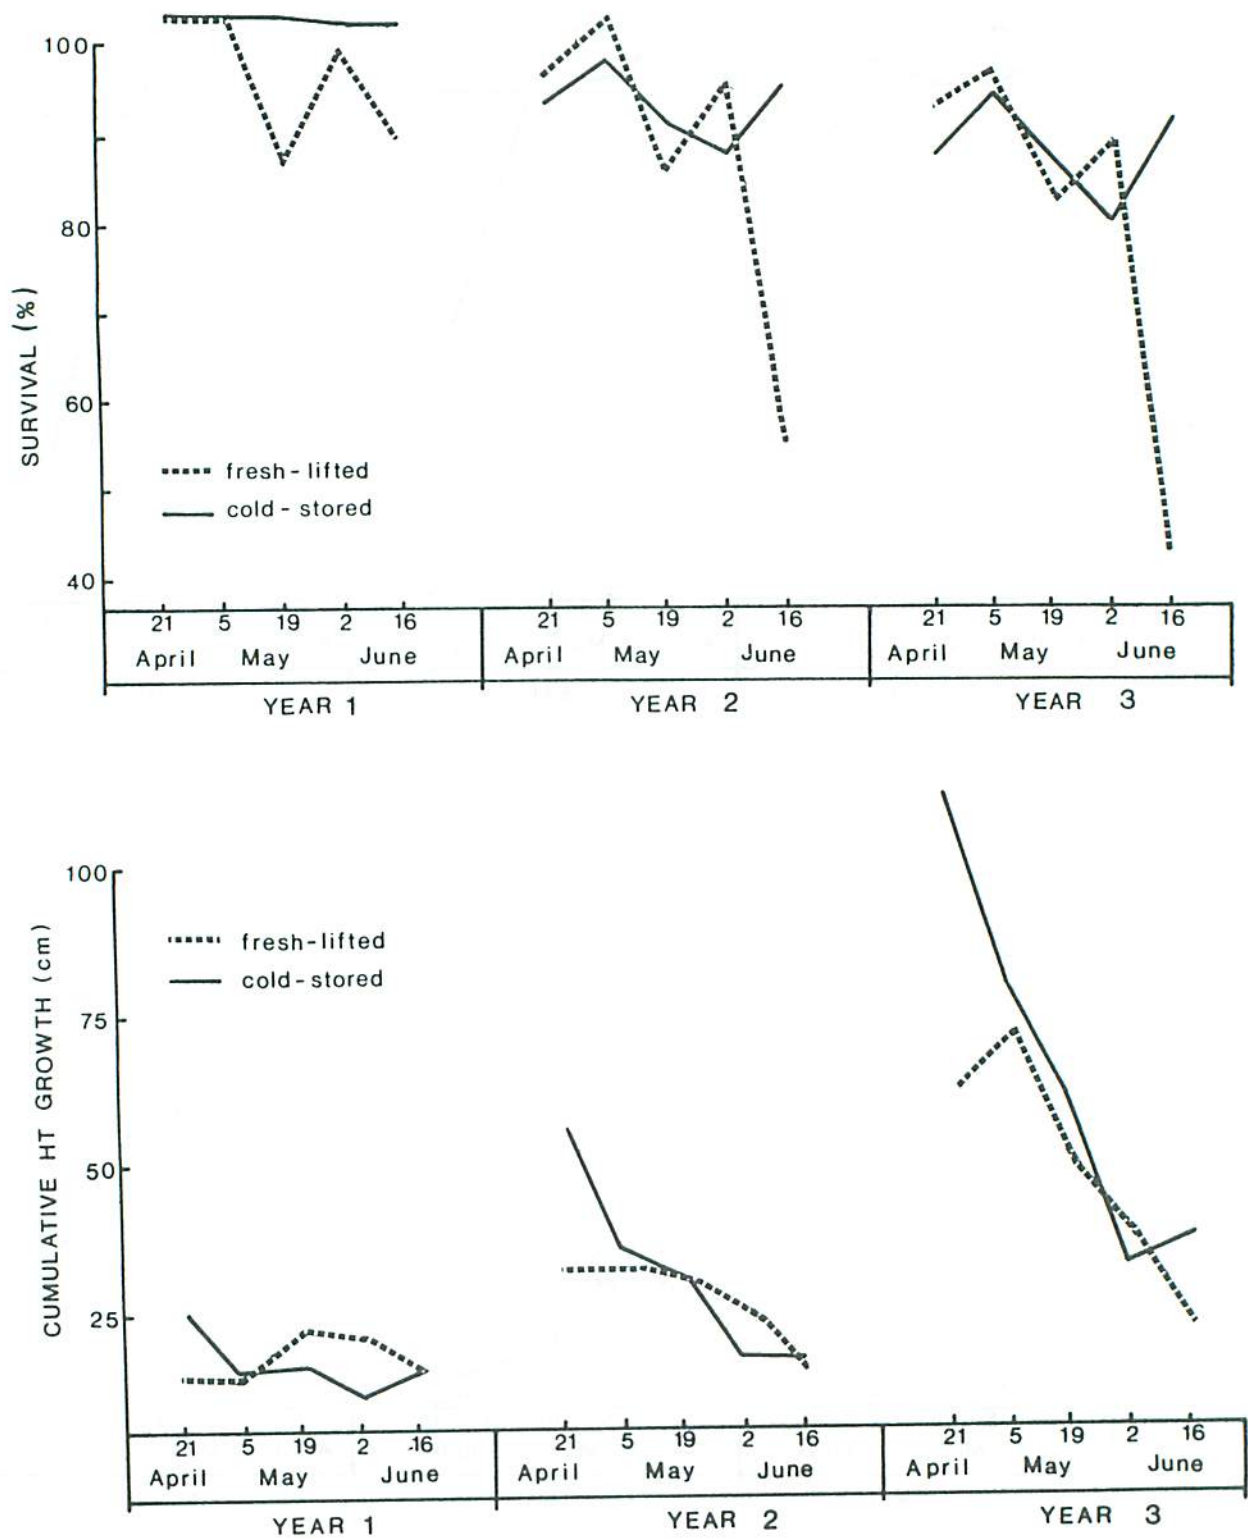 100
80
60
40
SURVIVAL (%)
fresh-lifted
cold-stored
21 5 19 2 16 21 5 19 2 16 21 5 19 2 16
April May June April May June April May June
YEAR 1 YEAR 2 YEAR 3
100
75
50
25
CUMULATIVE HT GROWTH (cm)
fresh-lifted
cold-stored
21 5 19 2 16 21 5 19 2 16 21 5 19 2 16
April May June April May June April May June
YEAR 1 YEAR 2 YEAR 3